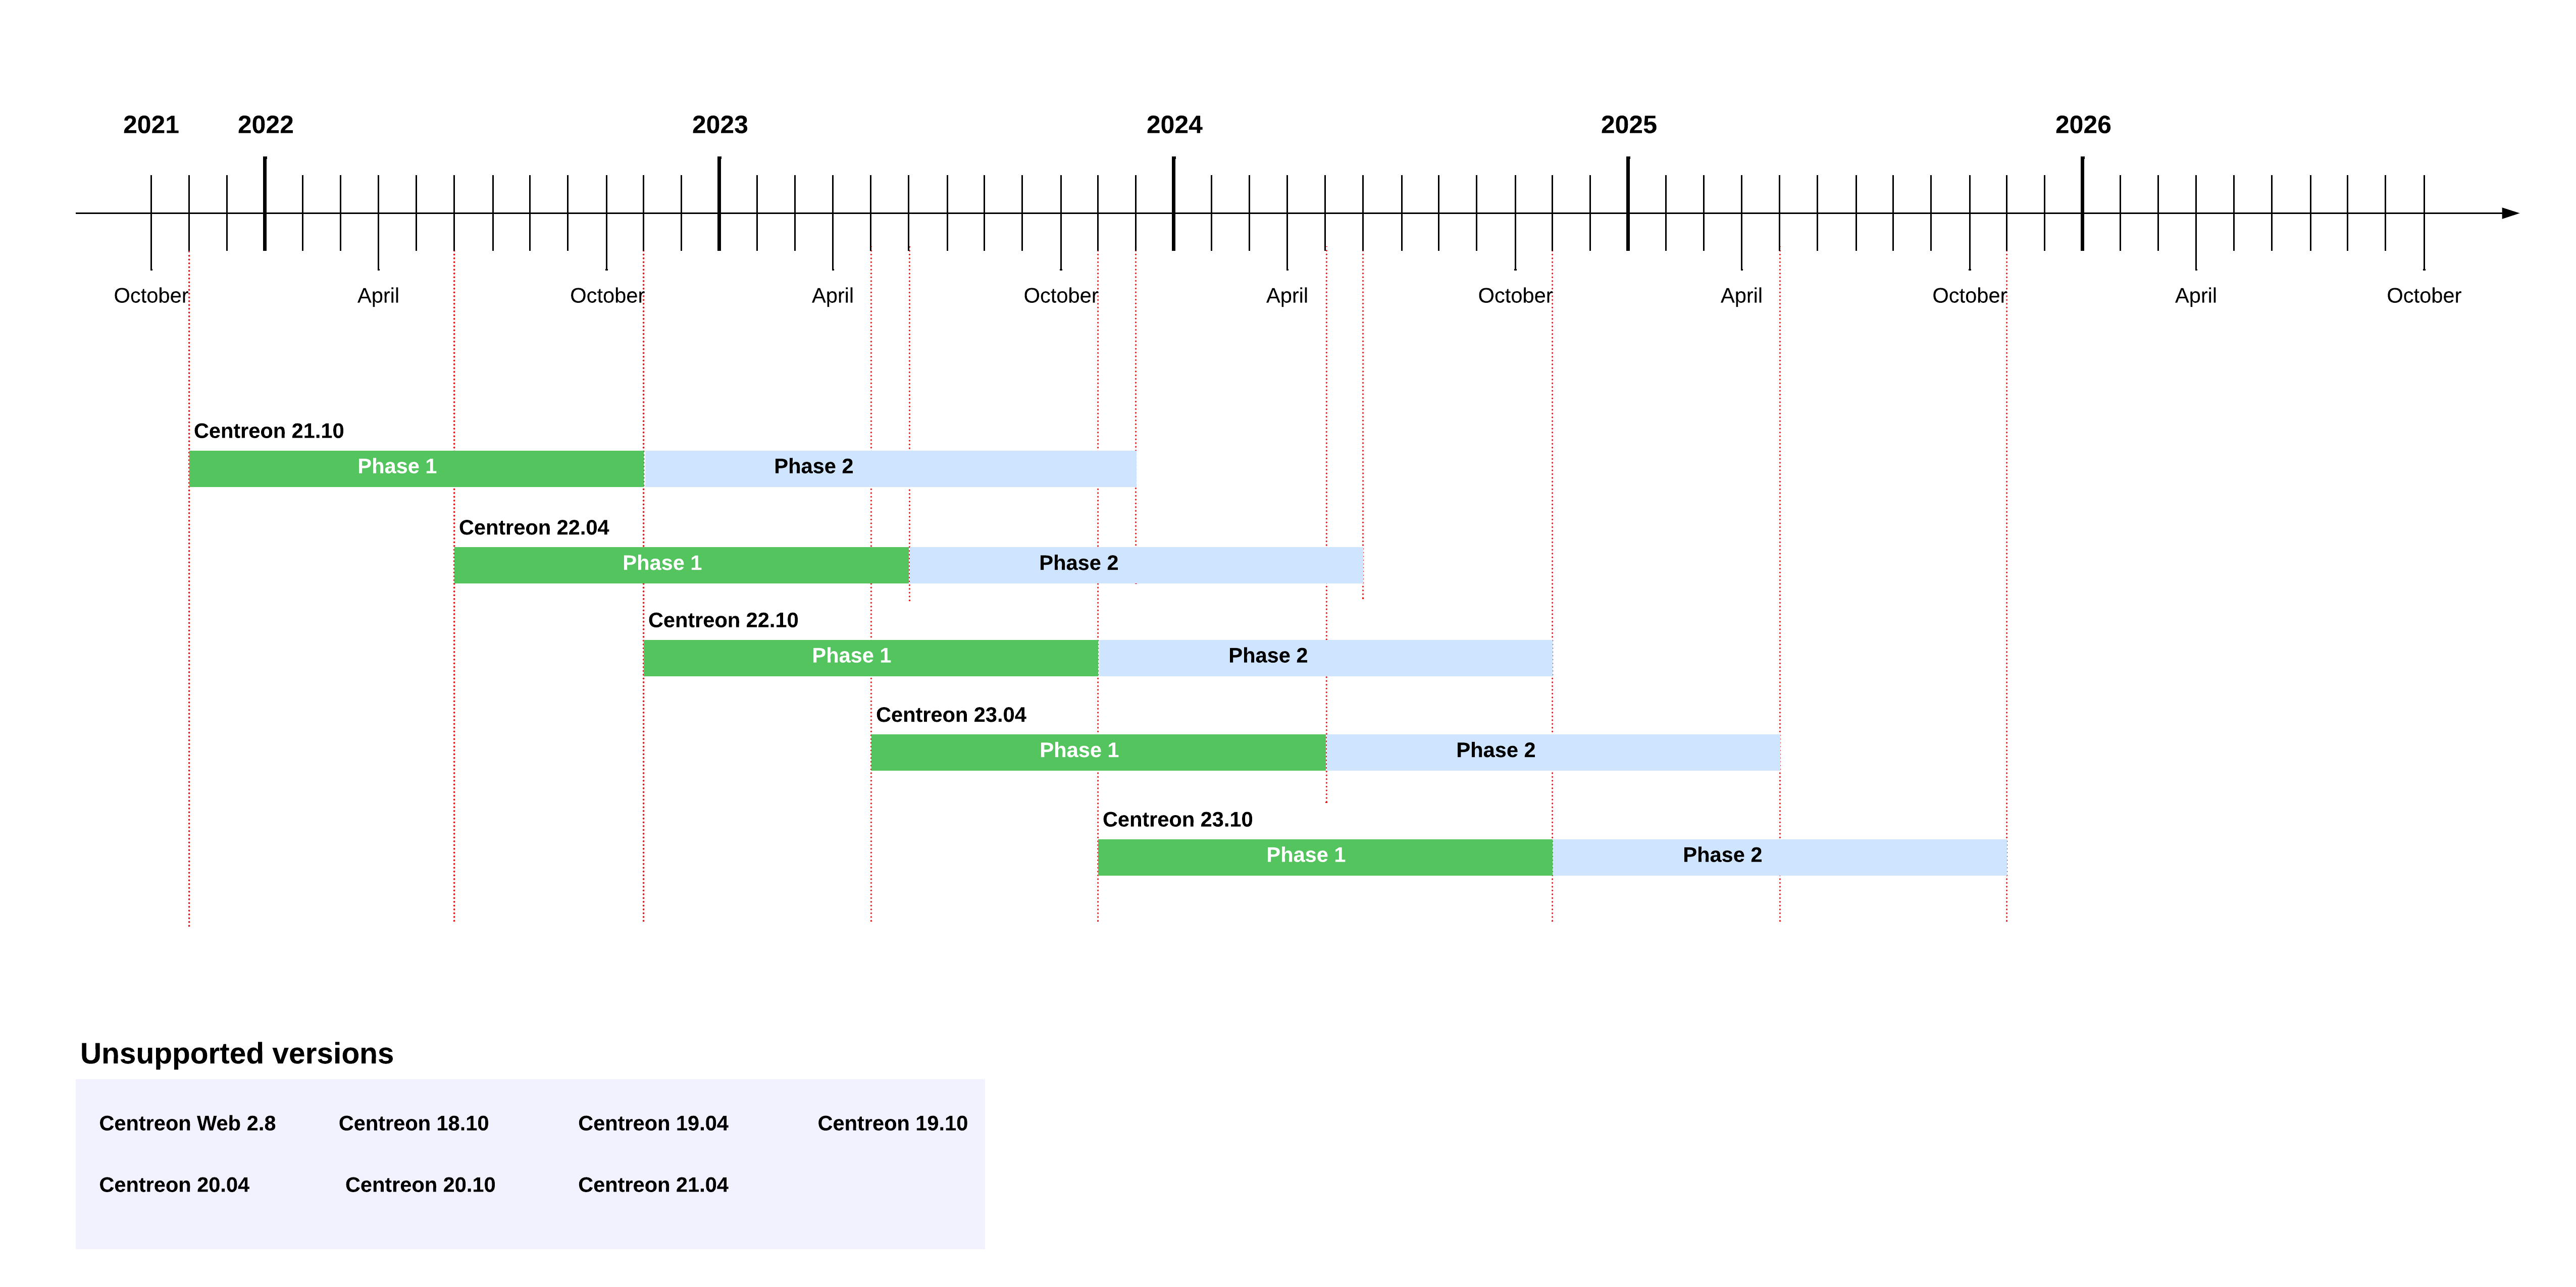 2021 2022 2023 2024 2025 2026
October April October April October April October April October April October
Centreon 21.10
Phase 1 Phase 2
Centreon 22.04
Phase 1 Phase 2
Centreon 22.10
Phase 1 Phase 2
Centreon 23.04
Phase 1 Phase 2
Centreon 23.10
Phase 1 Phase 2
Unsupported versions
Centreon Web 2.8 Centreon 18.10 Centreon 19.04 Centreon 19.10
Centreon 20.04 Centreon 20.10 Centreon 21.04